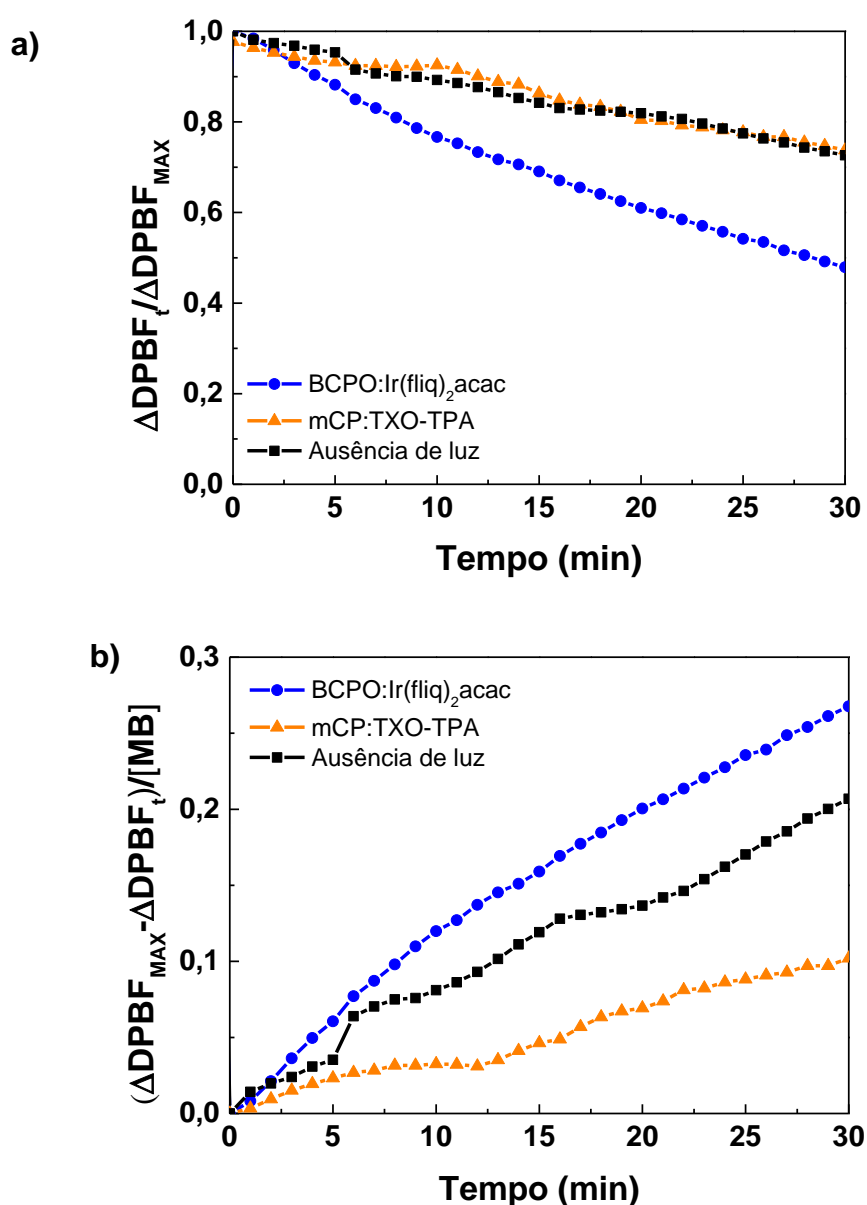 a)
1,0
0,8
0,6
0,4
0,2
0,0
ΔDPBFₜ/ΔDPBF_MAX
BCPO:Ir(fliq)₂acac
mCP:TXO-TPA
Ausência de luz
0 5 10 15 20 25 30
Tempo (min)
b)
0,3
0,2
0,1
0,0
(ΔDPBF_MAX-ΔDPBFₜ)/[MB]
BCPO:Ir(fliq)₂acac
mCP:TXO-TPA
Ausência de luz
0 5 10 15 20 25 30
Tempo (min)